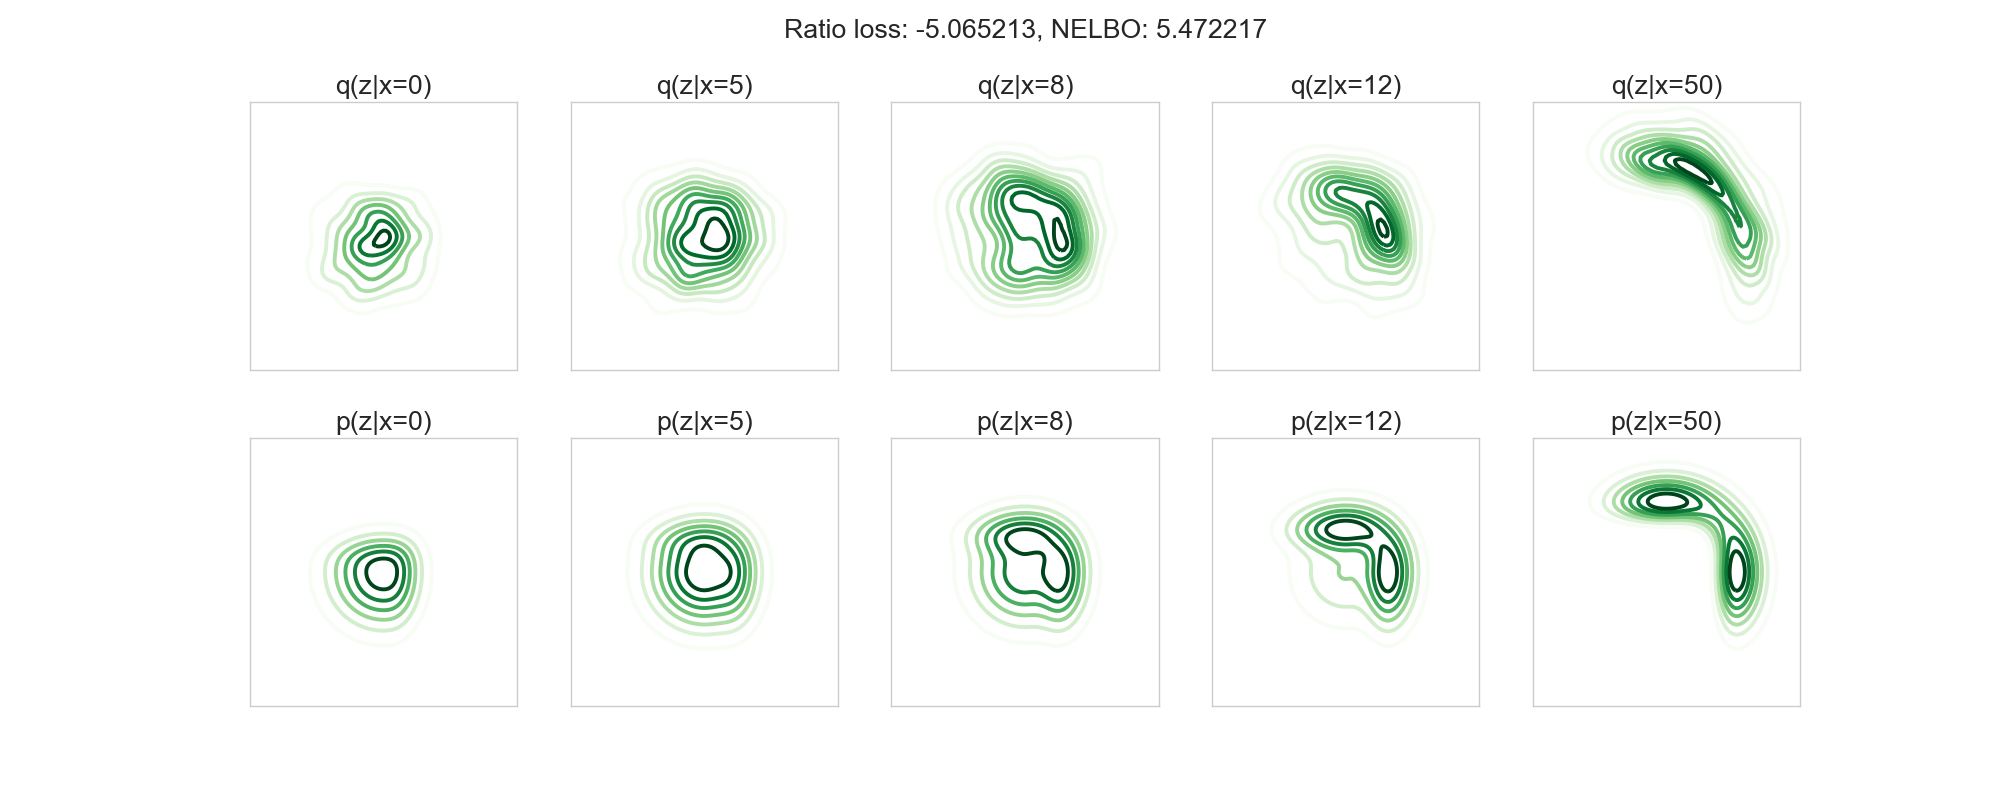 Ratio loss: -5.065213, NELBO: 5.472217
q(z|x=0) q(z|x=5) q(z|x=8) q(z|x=12) q(z|x=50)
p(z|x=0) p(z|x=5) p(z|x=8) p(z|x=12) p(z|x=50)